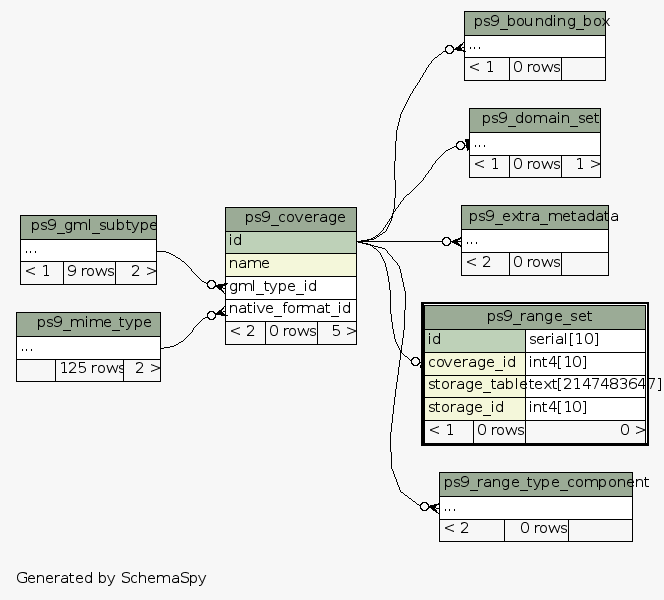 ps9_bounding_box
...
< 1 0 rows
ps9_domain_set
...
< 1 0 rows 1 >
ps9_gml_subtype
...
< 1 9 rows 2 >
ps9_mime_type
...
125 rows 2 >
ps9_coverage
id
name
gml_type_id
native_format_id
< 2 0 rows 5 >
ps9_extra_metadata
...
< 2 0 rows
ps9_range_set
id serial[10]
coverage_id int4[10]
storage_table text[2147483647]
storage_id int4[10]
< 1 0 rows 0 >
ps9_range_type_component
...
< 2 0 rows
Generated by SchemaSpy